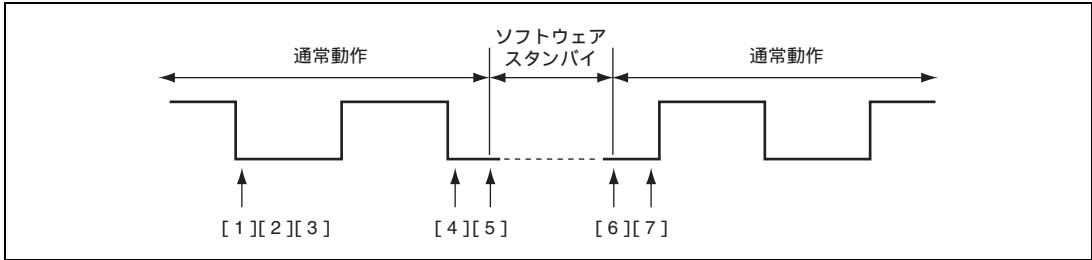 ソフトウェア
スタンバイ
通常動作
通常動作
[ 1 ][ 2 ][ 3 ]
[ 4 ][ 5 ]
[ 6 ][ 7 ]